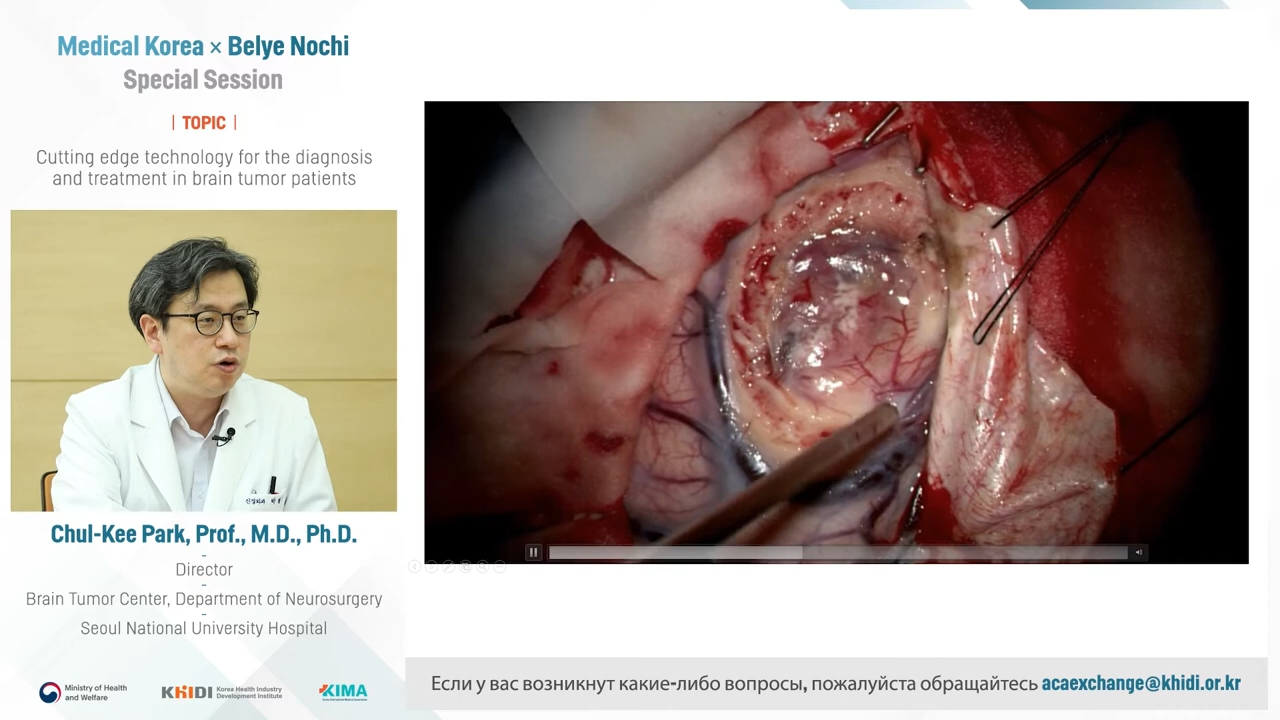 Medical Korea × Belye Nochi
Special Session
| TOPIC |
Cutting edge technology for the diagnosis
and treatment in brain tumor patients
Chul-Kee Park, Prof., M.D., Ph.D.
-
Director
-
Brain Tumor Center, Department of Neurosurgery
-
Seoul National University Hospital
Ministry of Health
and Welfare
KHIDI Korea Health Industry
Development Institute
KIMA
Если у вас возникнут какие-либо вопросы, пожалуйста обращайтесь acaexchange@khidi.or.kr